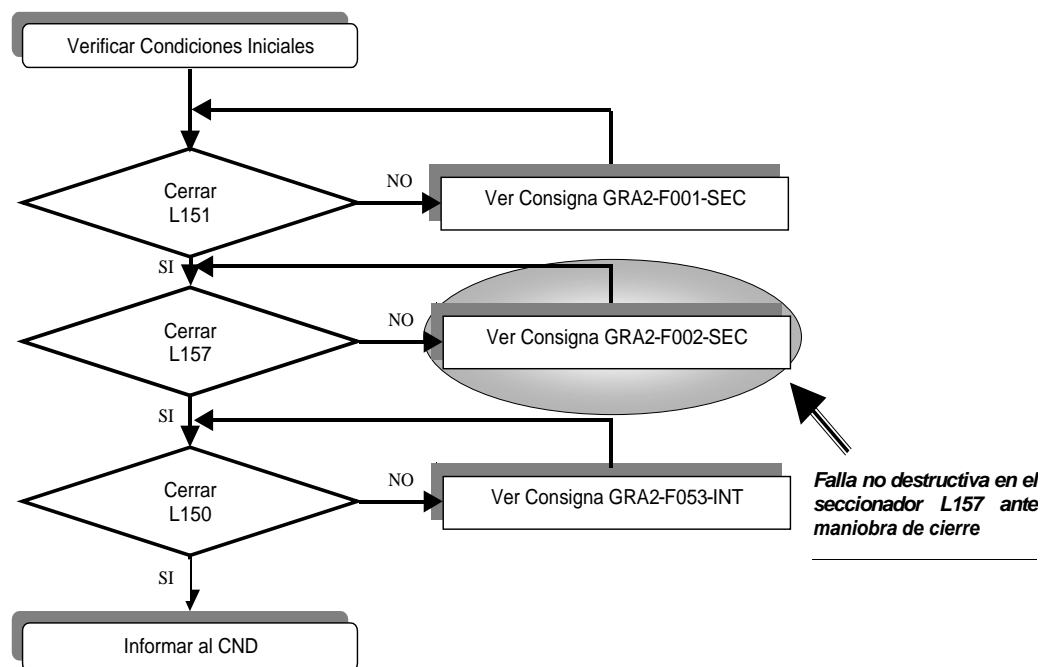 Verificar Condiciones Iniciales
Cerrar
L151
NO
Ver Consigna GRA2-F001-SEC
SI
Cerrar
L157
NO
Ver Consigna GRA2-F002-SEC
SI
Cerrar
L150
NO
Ver Consigna GRA2-F053-INT
Falla no destructiva en el
seccionador L157 ante
maniobra de cierre
SI
Informar al CND